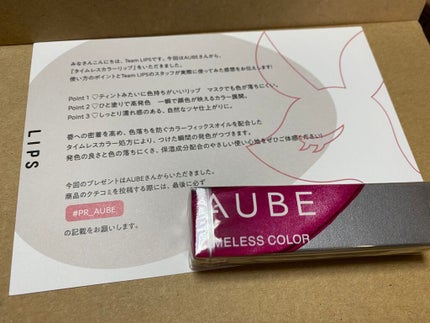 みなさんこんにちは、Team LIPSです。今回はAUBEさんから、
『タイムレスカラーリップ』をいただきました。
使い方のポイントとTeam LIPSのスタッフが実際に使ってみた感想をお伝えします!
Point 1 ♡ティントみたいに色持ちがいいリップ マスクでも色が落ちにくい。
Point 2 ♡ひと塗りで高発色 一瞬で顔色が映えるカラー展開。
Point 3 ♡しっとり濡れ感のある、自然なツヤ仕上がりに。
唇への密着を高め、色落ちを防ぐカラーフィックスオイルを配合した
タイムレスカラー処方により、つけた瞬間の発色がつづきます。
発色の良さと色の落ちにくさ、保湿成分配合のやさしい使い心地をぜひご体感ください!
LIPS
今回のプレゼントはAUBEさんからいただきました。
商品のクチコミを投稿する際には、最後に必ず
#PR_AUBE
の記載をお願いします。
AUBE
MELESS COLOR